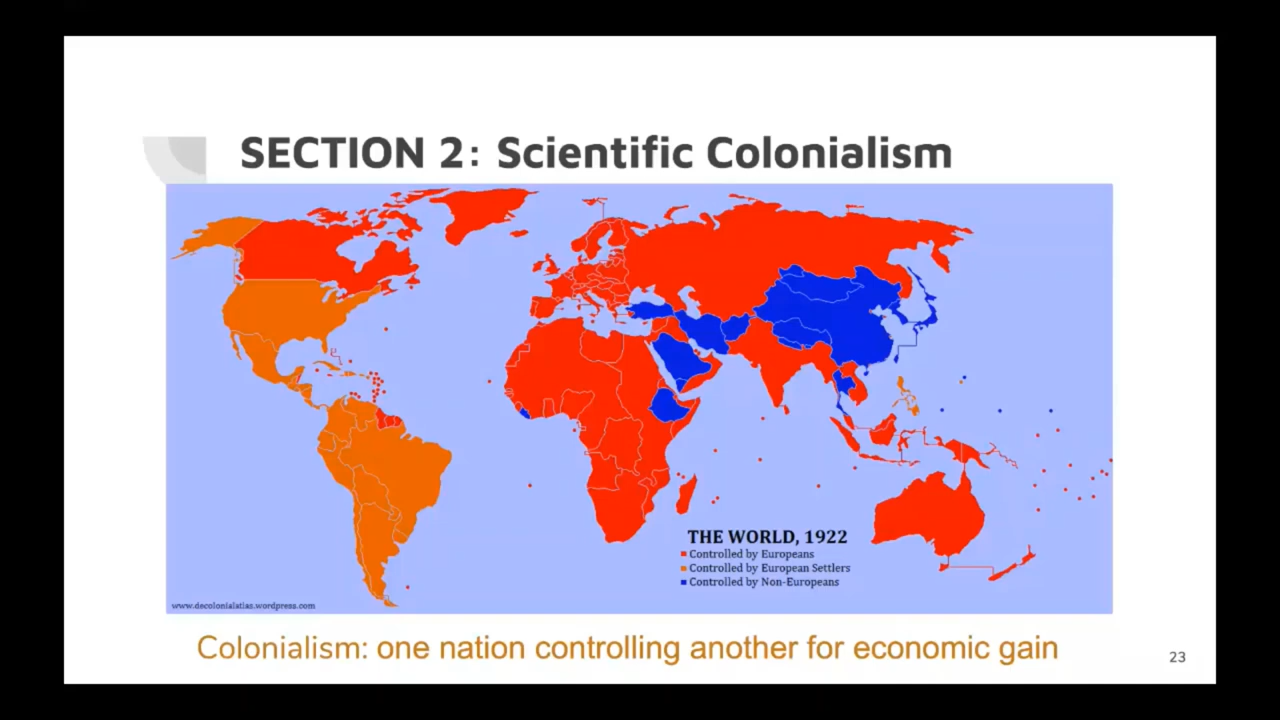 SECTION 2: Scientific Colonialism
THE WORLD, 1922
Controlled by Europeans
Controlled by European Settlers
Controlled by Non-Europeans
www.decolonialatlas.wordpress.com
Colonialism: one nation controlling another for economic gain
23